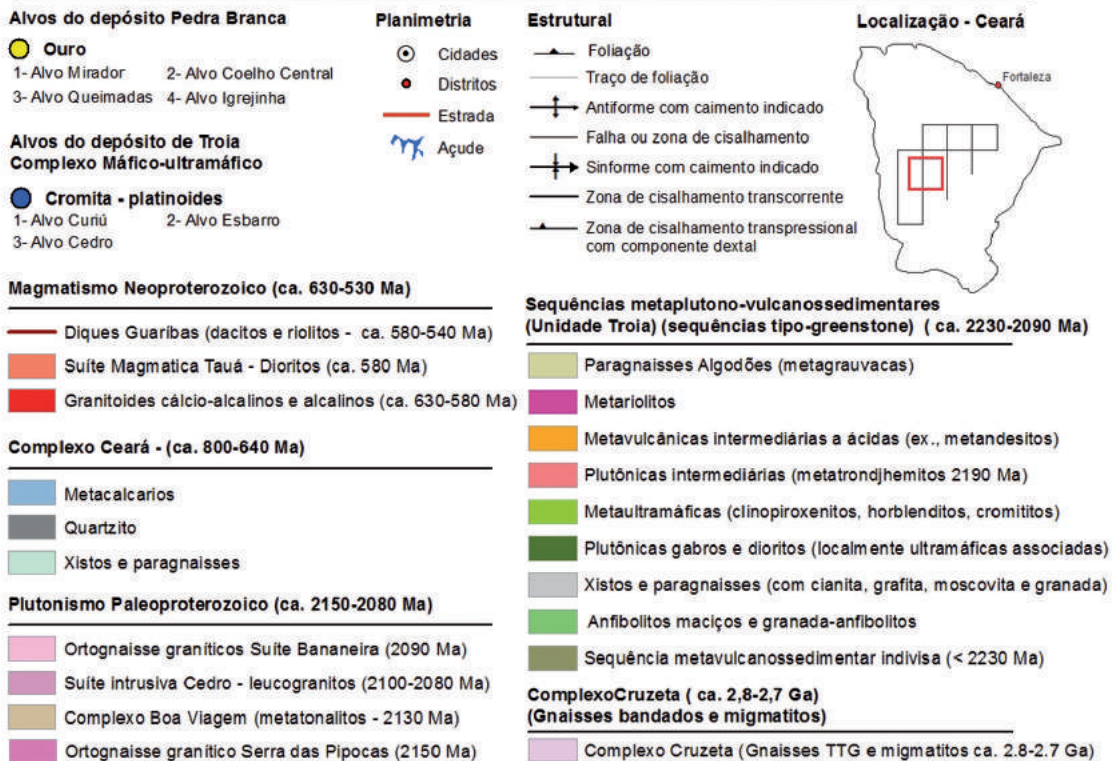 Alvos do depósito Pedra Branca
Ouro
1- Alvo Mirador 2- Alvo Coelho Central
3- Alvo Queimadas 4- Alvo Igrejinha
Alvos do depósito de Troia
Complexo Máfico-ultramáfico
Cromita - platinoides
1- Alvo Curiú 2- Alvo Esbarro
3- Alvo Cedro
Planimetria
Cidades
Distritos
Estrada
Açude
Estrutural
Foliação
Traço de foliação
Antiforme com caimento indicado
Falha ou zona de cisalhamento
Sinforme com caimento indicado
Zona de cisalhamento transcorrente
Zona de cisalhamento transpressional
com componente dextal
Localização - Ceará
Fortaleza
Magmatismo Neoproterozoico (ca. 630-530 Ma)
Diques Guaribas (dacitos e riolitos - ca. 580-540 Ma)
Suíte Magmatica Tauá - Dioritos (ca. 580 Ma)
Granitoides cálcio-alcalinos e alcalinos (ca. 630-580 Ma)
Complexo Ceará - (ca. 800-640 Ma)
Metacalcarios
Quartzito
Xistos e paragnaisses
Plutonismo Paleoproterozoico (ca. 2150-2080 Ma)
Ortognaisse graníticos Suíte Bananeira (2090 Ma)
Suíte intrusiva Cedro - leucogranitos (2100-2080 Ma)
Complexo Boa Viagem (metatonalitos - 2130 Ma)
Ortognaisse granítico Serra das Pipocas (2150 Ma)
Sequências metaplutono-vulcanossedimentares
(Unidade Troia) (sequências tipo-greenstone) ( ca. 2230-2090 Ma)
Paragnaisses Algodões (metagrauvacas)
Metariolitos
Metavulcânicas intermediárias a ácidas (ex., metandesitos)
Plutônicas intermediárias (metatrondjhemitos 2190 Ma)
Metaultramáficas (clinopiroxenitos, horblenditos, cromititos)
Plutônicas gabros e dioritos (localmente ultramáficas associadas)
Xistos e paragnaisses (com cianita, grafita, moscovita e granada)
Anfibolitos maciços e granada-anfibolitos
Sequência metavulcanossedimentar indivisa (< 2230 Ma)
ComplexoCruzeta ( ca. 2,8-2,7 Ga)
(Gnaisses bandados e migmatitos)
Complexo Cruzeta (Gnaisses TTG e migmatitos ca. 2.8-2.7 Ga)